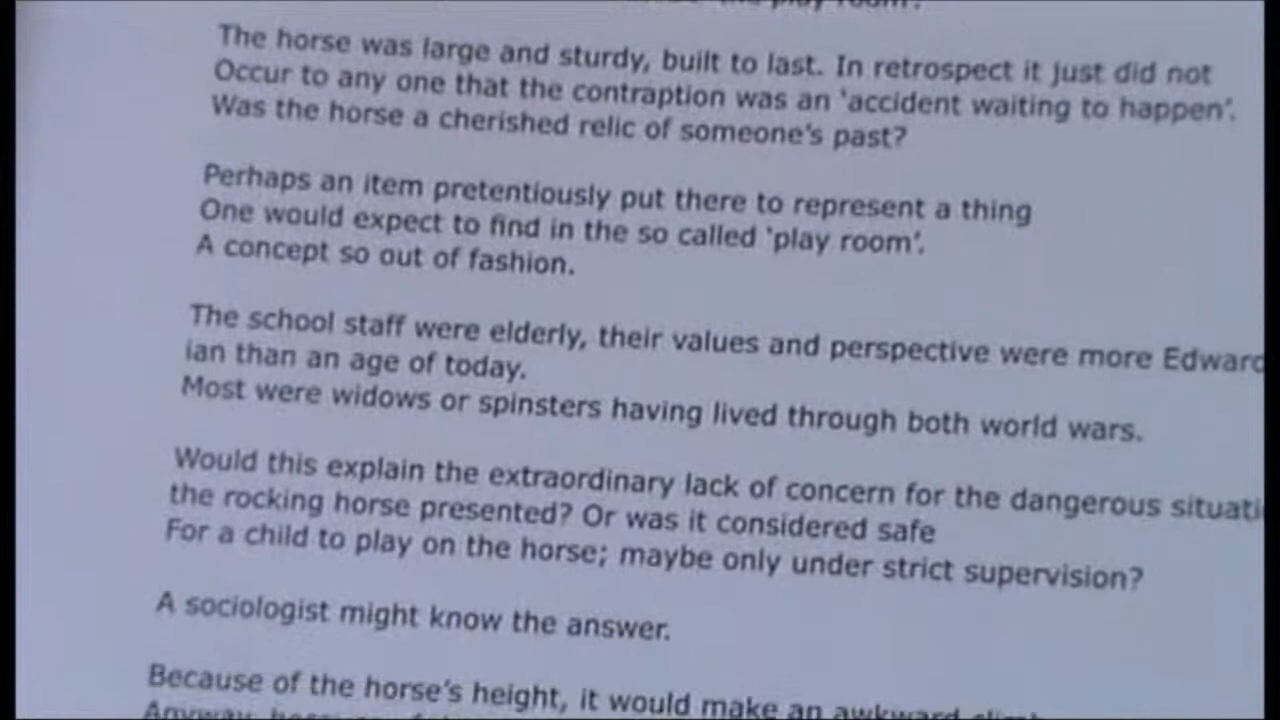 play room'.
The horse was large and sturdy, built to last. In retrospect it just did not
Occur to any one that the contraption was an 'accident waiting to happen'.
Was the horse a cherished relic of someone's past?
Perhaps an item pretentiously put there to represent a thing
One would expect to find in the so called 'play room'.
A concept so out of fashion.
The school staff were elderly, their values and perspective were more Edward
ian than an age of today.
Most were widows or spinsters having lived through both world wars.
Would this explain the extraordinary lack of concern for the dangerous situati
the rocking horse presented? Or was it considered safe
For a child to play on the horse; maybe only under strict supervision?
A sociologist might know the answer.
Because of the horse's height, it would make an awkward
Anyway,